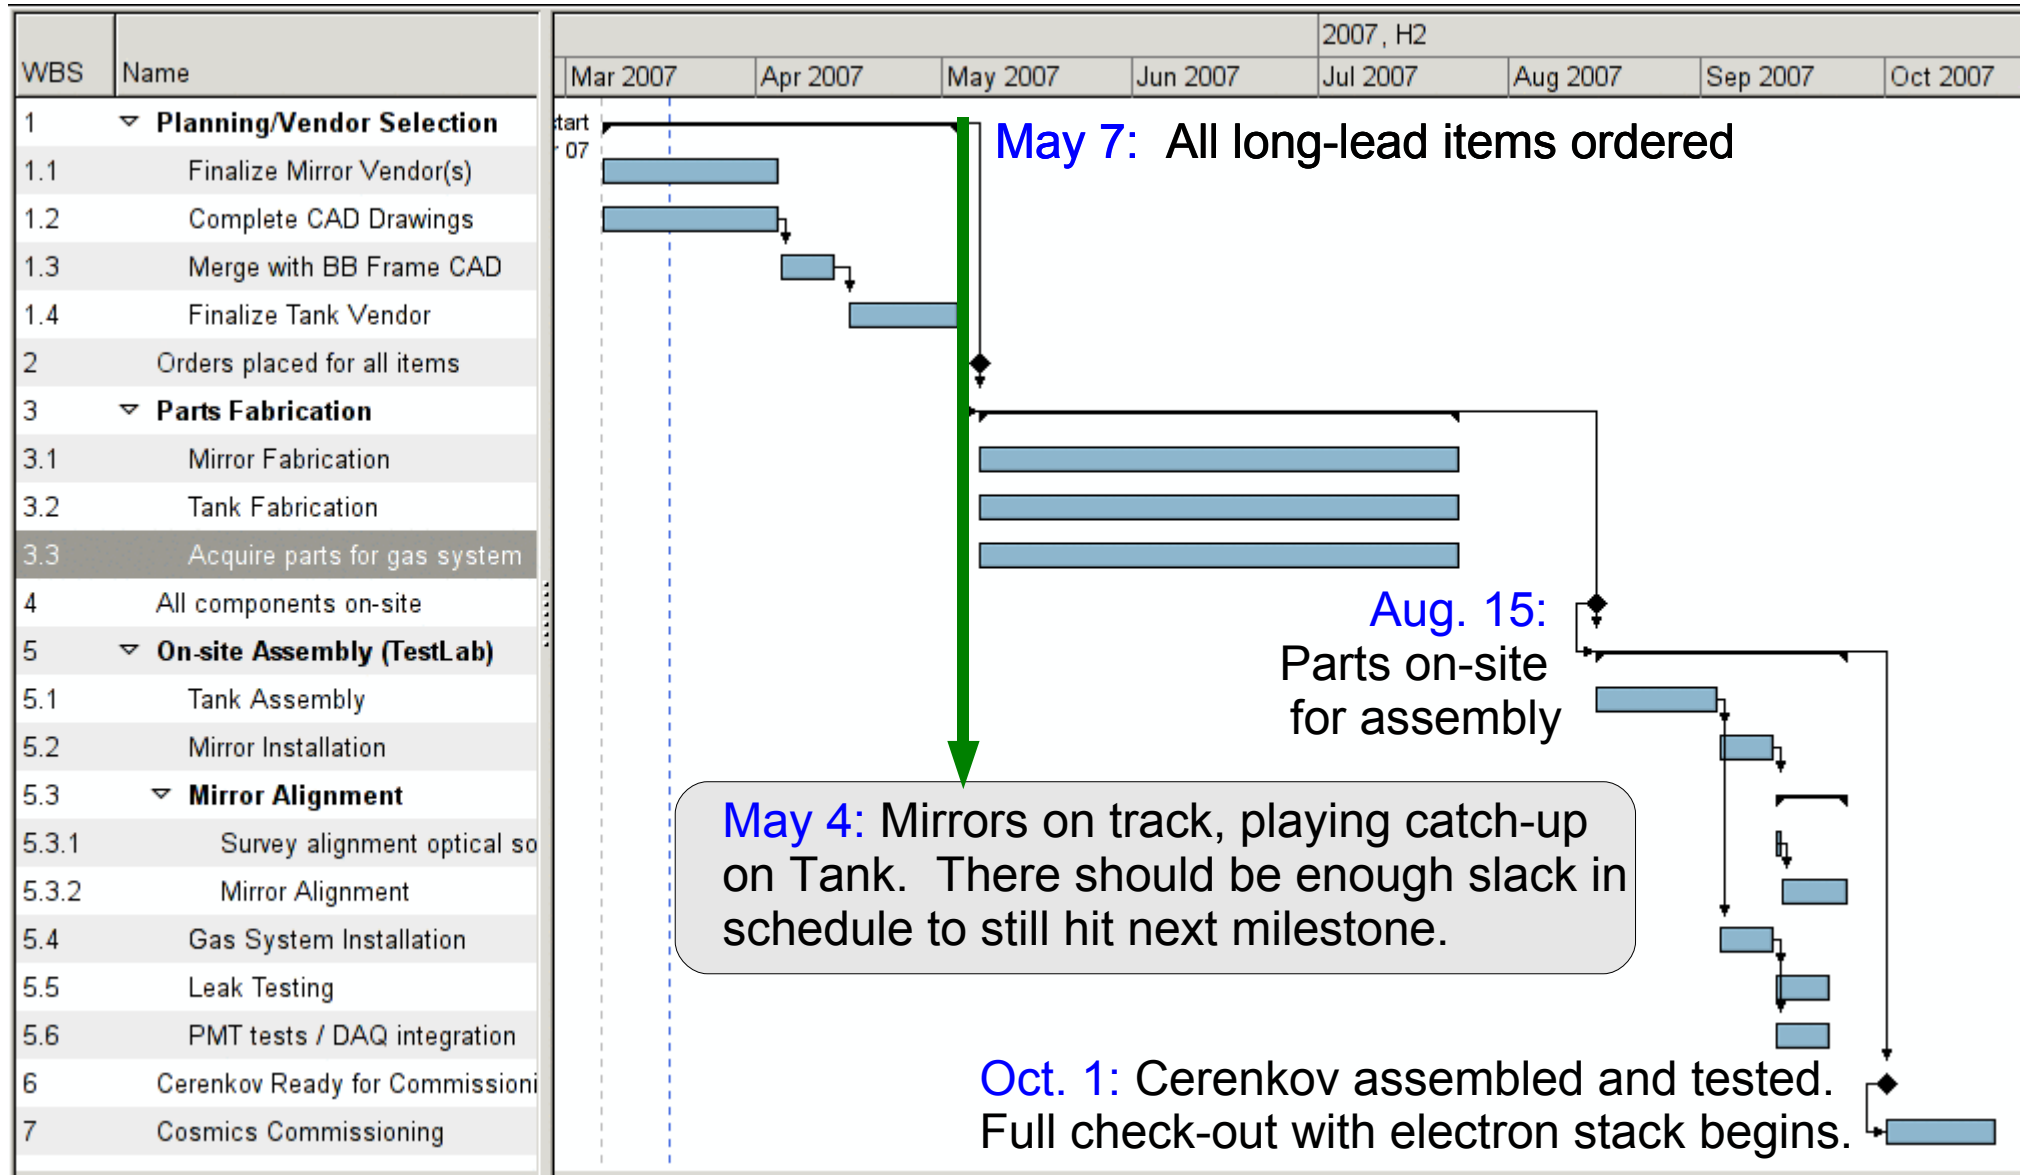 2007, H2
WBS Name Mar 2007 Apr 2007 May 2007 Jun 2007 Jul 2007 Aug 2007 Sep 2007 Oct 2007
1 Planning/Vendor Selection
tart
07
May 7: All long-lead items ordered
1.1 Finalize Mirror Vendor(s)
1.2 Complete CAD Drawings
1.3 Merge with BB Frame CAD
1.4 Finalize Tank Vendor
2 Orders placed for all items
3 Parts Fabrication
3.1 Mirror Fabrication
3.2 Tank Fabrication
3.3 Acquire parts for gas system
4 All components on-site
Aug. 15:
Parts on-site
for assembly
5 On-site Assembly (TestLab)
5.1 Tank Assembly
5.2 Mirror Installation
5.3 Mirror Alignment
5.3.1 Survey alignment optical so
5.3.2 Mirror Alignment
May 4: Mirrors on track, playing catch-up
on Tank. There should be enough slack in
schedule to still hit next milestone.
5.4 Gas System Installation
5.5 Leak Testing
5.6 PMT tests / DAQ integration
6 Cerenkov Ready for Commissioni
7 Cosmics Commissioning
Oct. 1: Cerenkov assembled and tested.
Full check-out with electron stack begins.